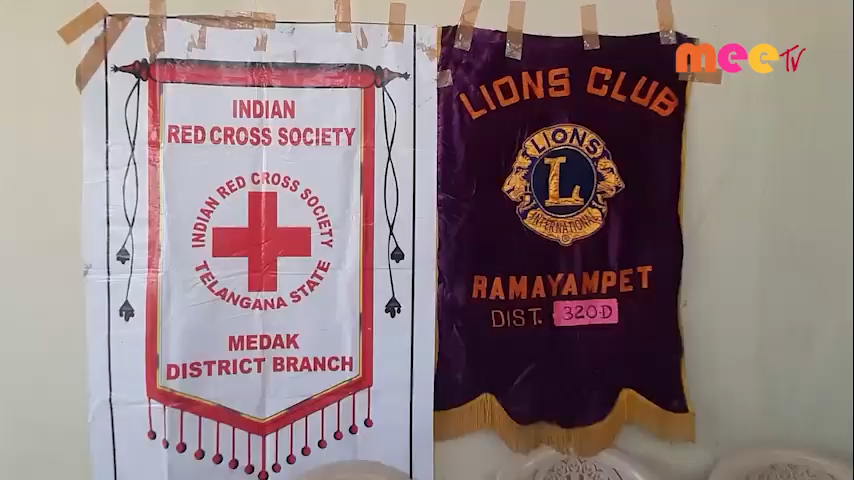 INDIAN
RED CROSS SOCIETY
INDIAN RED CROSS SOCIETY
TELANGANA STATE
MEDAK
DISTRICT BRANCH
LIONS CLUB
LIONS
L
INTERNATIONAL
RAMAYAMPET
DIST. 320-D
meeTV